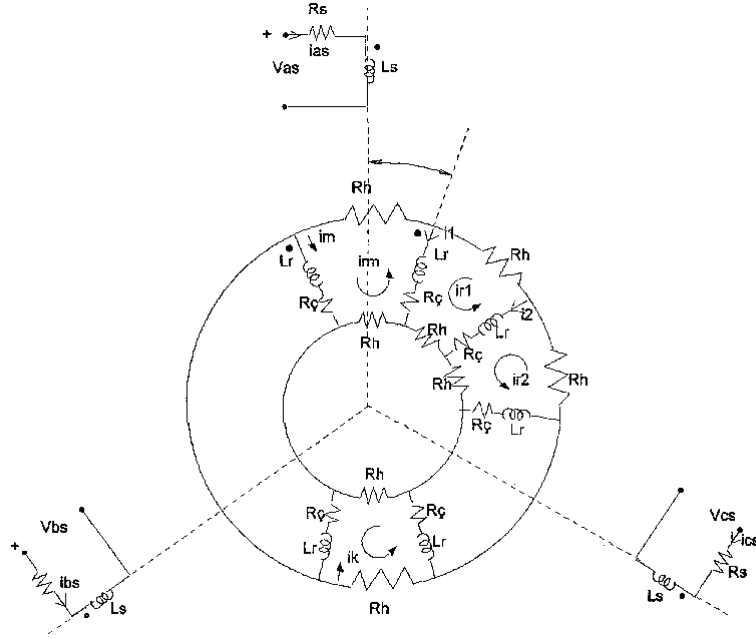 Rs
+
ias
Vas
Ls
Rh
im
i1
Lr
Lr
Rh
irm
Rç
Rç
ir1
i2
Rh
Rh
Rç
Lr
Rh
ir2
Rh
Rç
Lr
Rh
Rç
Rç
Lr
Lr
ik
Rh
Vbs
+
ibs
Ls
Vcs
ics
Rs
Ls